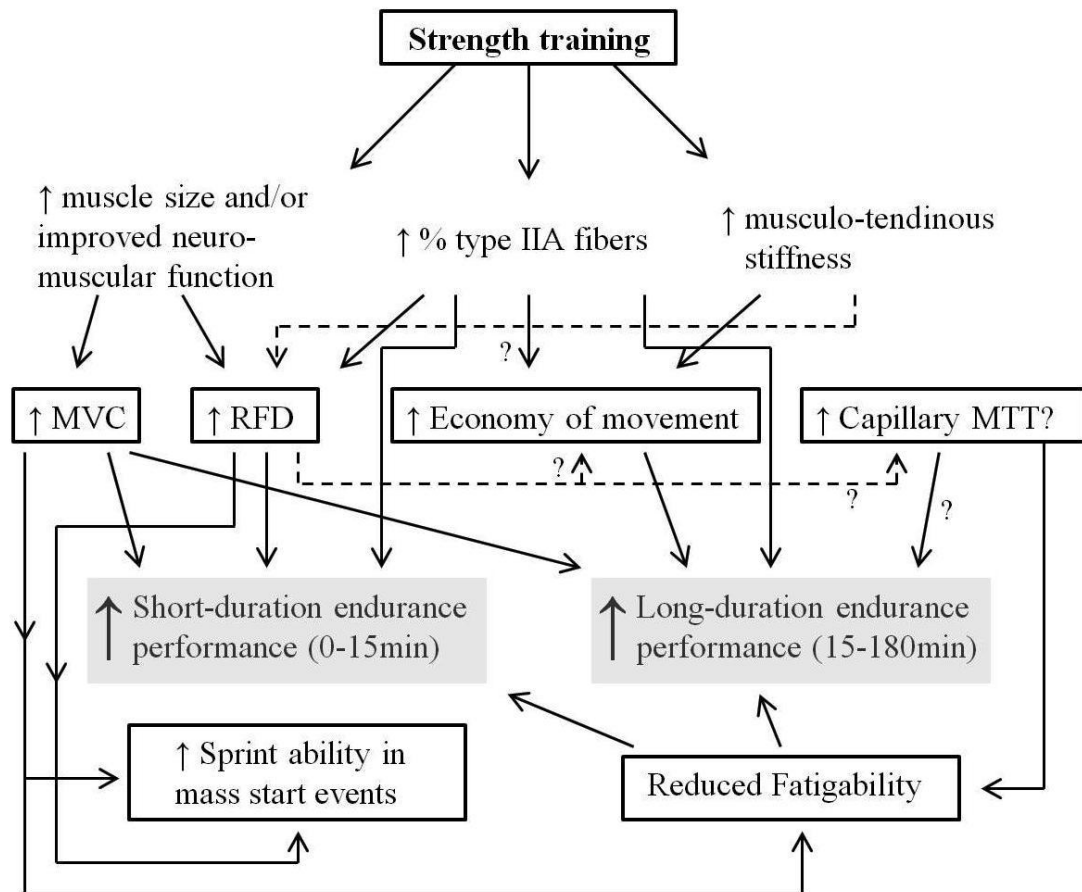 Strength training
↑ muscle size and/or
improved neuro-
muscular function
↑ % type IIA fibers
↑ musculo-tendinous
stiffness
?
↑ MVC
↑ RFD
↑ Economy of movement
↑ Capillary MTT?
?
?
?
↑ Short-duration endurance
performance (0-15min)
↑ Long-duration endurance
performance (15-180min)
↑ Sprint ability in
mass start events
Reduced Fatigability